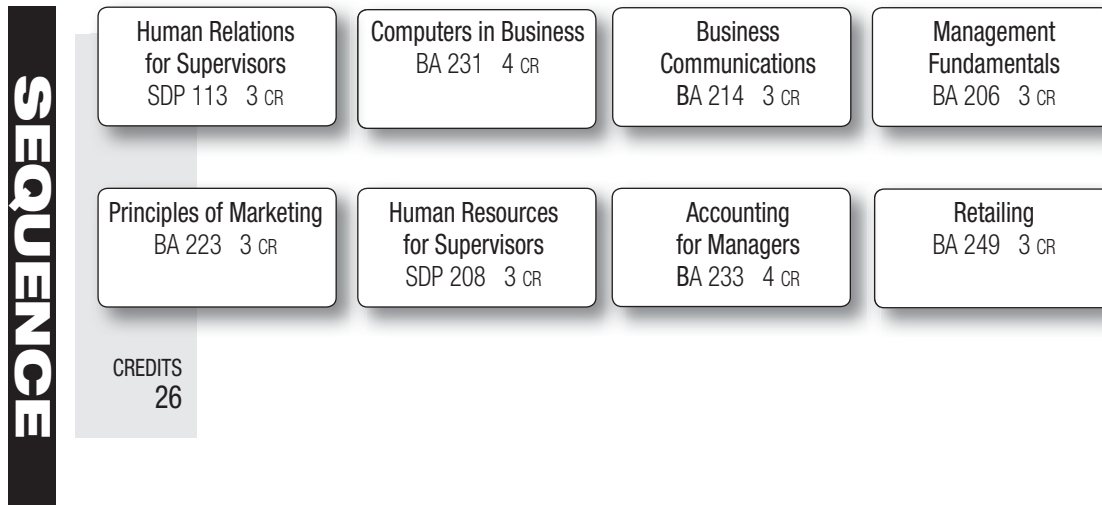 SEQUENCE
Human Relations
for Supervisors
SDP 113 3 CR
Computers in Business
BA 231 4 CR
Business
Communications
BA 214 3 CR
Management
Fundamentals
BA 206 3 CR
Principles of Marketing
BA 223 3 CR
Human Resources
for Supervisors
SDP 208 3 CR
Accounting
for Managers
BA 233 4 CR
Retailing
BA 249 3 CR
CREDITS
26